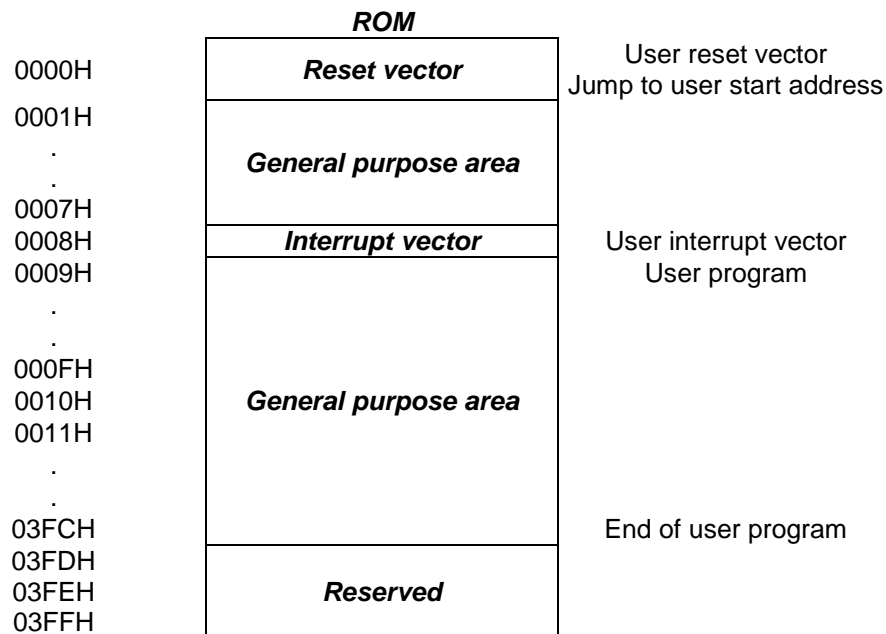 ROM
0000H Reset vector User reset vector
Jump to user start address
0001H
.
General purpose area
.
0007H
0008H Interrupt vector User interrupt vector
0009H User program
.
.
000FH
0010H General purpose area
0011H
.
.
03FCH End of user program
03FDH
03FEH Reserved
03FFH